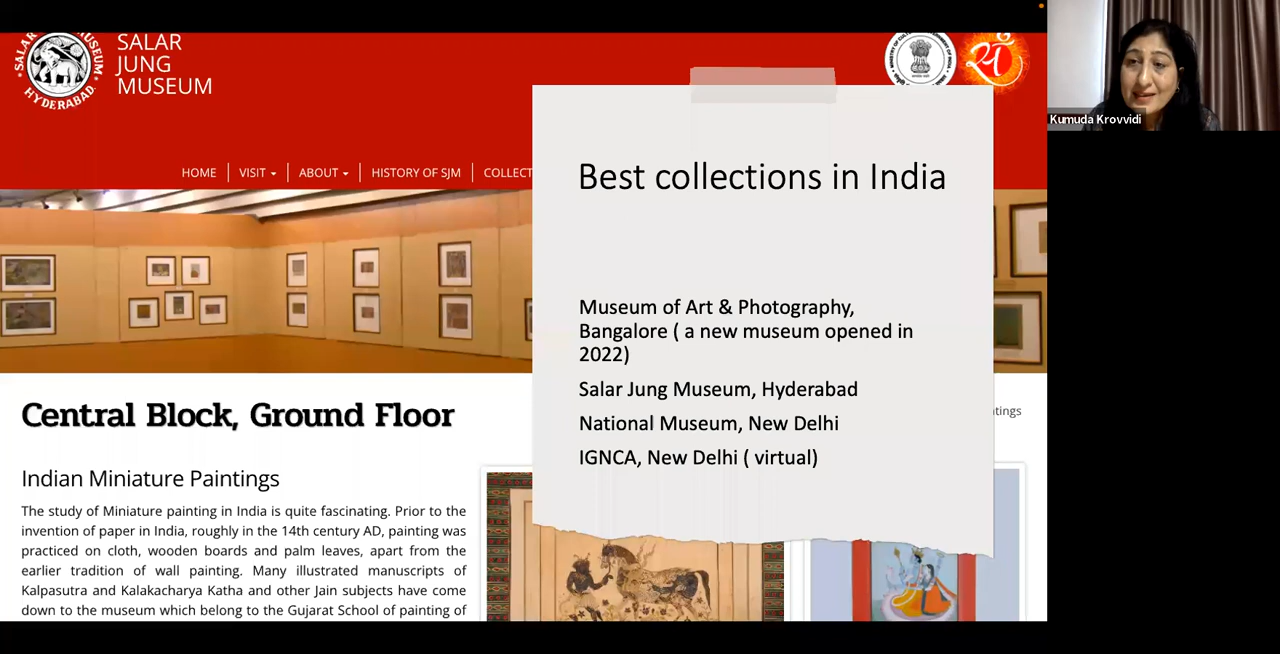 SALAR JUNG MUSEUM HYDERABAD
SALAR
JUNG
MUSEUM
HOME
VISIT
ABOUT
HISTORY OF SJM
COLLECT
Kumuda Krovvidi
Best collections in India
Museum of Art & Photography,
Bangalore ( a new museum opened in
2022)
Salar Jung Museum, Hyderabad
National Museum, New Delhi
IGNCA, New Delhi ( virtual)
Central Block, Ground Floor
Indian Miniature Paintings
The study of Miniature painting in India is quite fascinating. Prior to the
invention of paper in India, roughly in the 14th century AD, painting was
practiced on cloth, wooden boards and palm leaves, apart from the
earlier tradition of wall painting. Many illustrated manuscripts of
Kalpasutra and Kalakacharya Katha and other Jain subjects have come
down to the museum which belong to the Gujarat School of painting of
ntings